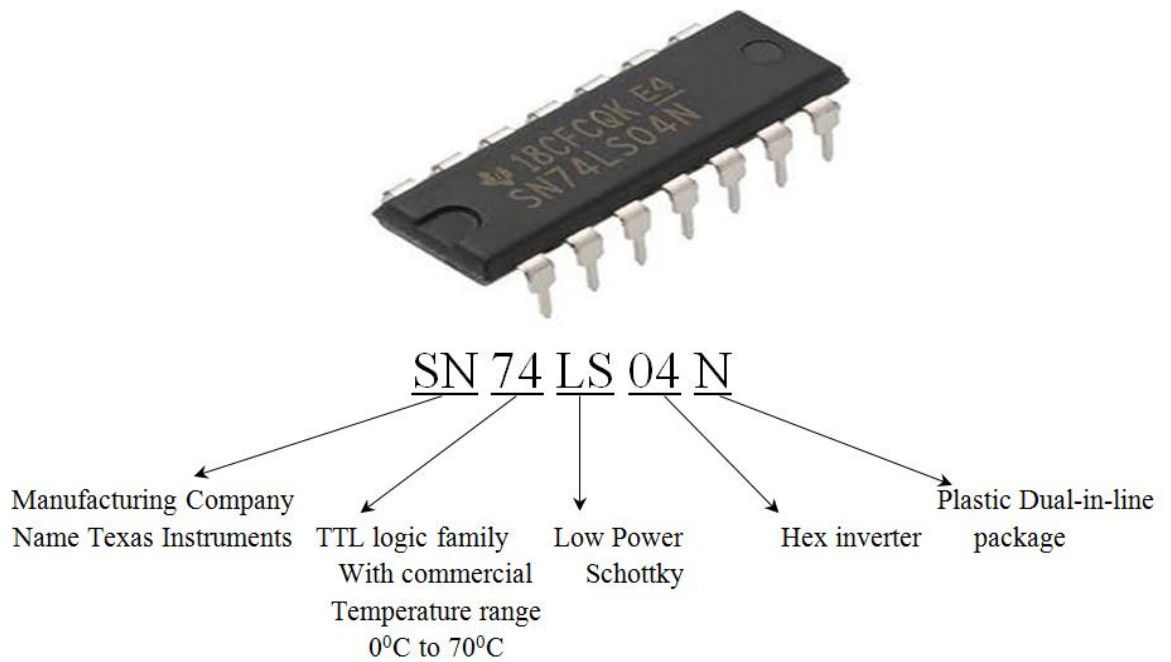 18CFCQK E4
SN74LS04N
SN 74 LS 04 N
Manufacturing Company
Name Texas Instruments
TTL logic family
With commercial
Temperature range
0⁰C to 70⁰C
Low Power
Schottky
Hex inverter
Plastic Dual-in-line
package